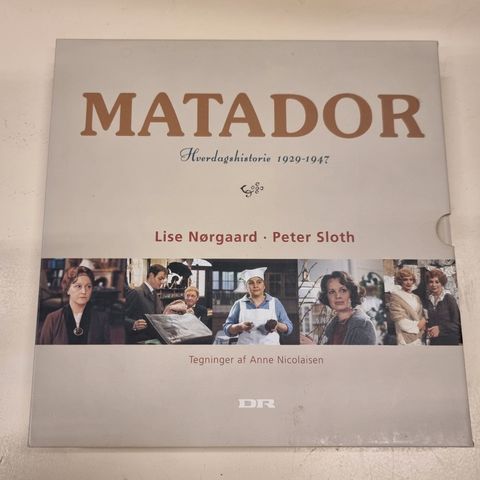 MATADOR
Hverdagshistorie 1929-1947
Lise Nørgaard · Peter Sloth
Tegninger af Anne Nicolaisen
DR